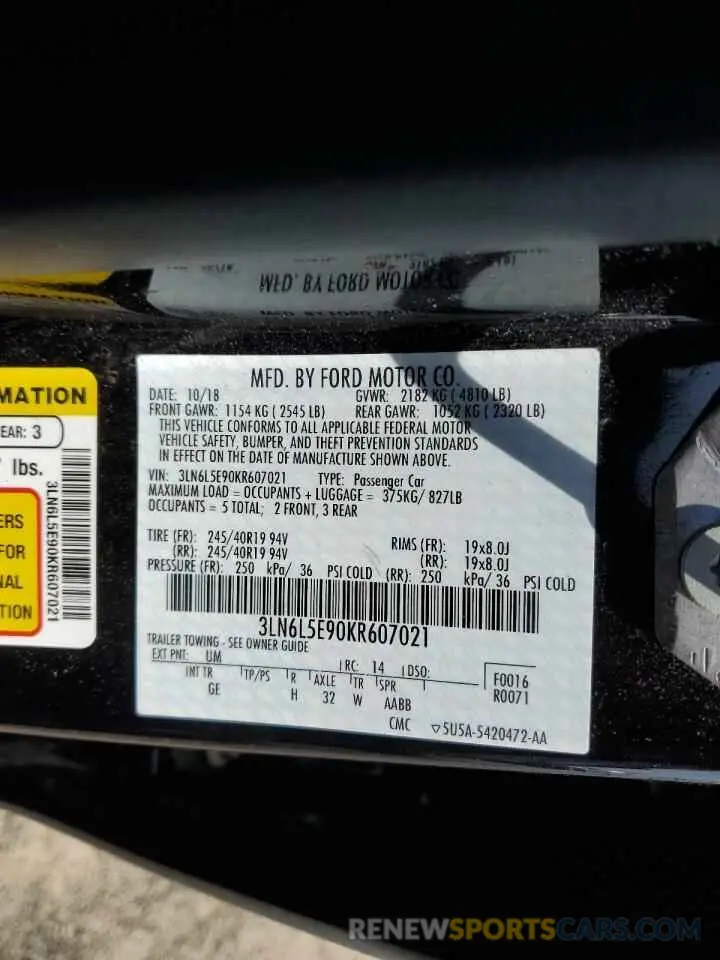 MFD. BY FORD MOTOR CO.
DATE: 10/18 GVWR: 2182 KG ( 4810 LB)
FRONT GAWR: 1154 KG ( 2545 LB) REAR GAWR: 1052 KG ( 2320 LB)
THIS VEHICLE CONFORMS TO ALL APPLICABLE FEDERAL MOTOR
VEHICLE SAFETY, BUMPER, AND THEFT PREVENTION STANDARDS
IN EFFECT ON THE DATE OF MANUFACTURE SHOWN ABOVE.
VIN: 3LN6L5E90KR607021 TYPE: Passenger Car
MAXIMUM LOAD = OCCUPANTS + LUGGAGE = 375KG/ 827LB
OCCUPANTS = 5 TOTAL; 2 FRONT, 3 REAR
TIRE (FR): 245/40R19 94V RIMS (FR): 19x8.0J
(RR): 245/40R19 94V (RR): 19x8.0J
PRESSURE (FR): 250 kPa/ 36 PSI COLD (RR): 250 kPa/ 36 PSI COLD
3LN6L5E90KR607021
TRAILER TOWING - SEE OWNER GUIDE
EXT PNT: UM RC: 14 DSO: F0016
INT TR TP/PS R AXLE TR SPR R0071
GE H 32 W AABB
CMC ▽5U5A-5420472-AA
RMATION
EAR: 3
lbs.
ERS
FOR
NAL
TION
3LN6L5E90KR607021
MFD. BY FORD MOTOR CO.
RENEWSPORTSCARS.COM